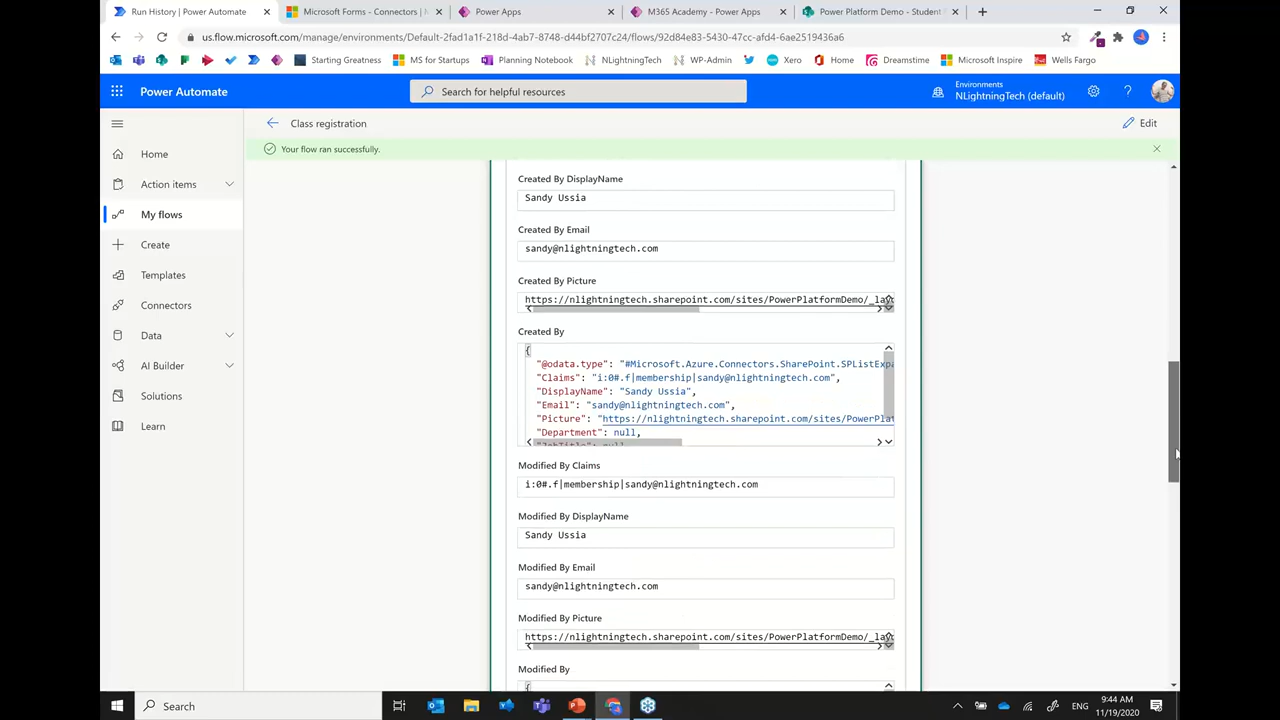 Run History | Power Automate
Microsoft Forms - Connectors |
Power Apps
M365 Academy - Power Apps
Power Platform Demo - Student
us.flow.microsoft.com/manage/environments/Default-2fad1a1f-218d-4ab7-8748-d44bf2707c24/flows/92d84e83-5430-47cc-afd4-6ae2519436a6
Starting Greatness
MS for Startups
Planning Notebook
NLightningTech
WP-Admin
Xero
Home
Dreamstime
Microsoft Inspire
Wells Fargo
Power Automate
Search for helpful resources
Environments
NLightningTech (default)
Class registration
Edit
Your flow ran successfully.
Home
Action items
My flows
Create
Templates
Connectors
Data
AI Builder
Solutions
Learn
Created By DisplayName
Sandy Ussia
Created By Email
sandy@nlightningtech.com
Created By Picture
https://nlightningtech.sharepoint.com/sites/PowerPlatformDemo/_layo
Created By
{
"@odata.type": "#Microsoft.Azure.Connectors.SharePoint.SPListExpa
"Claims": "i:0#.f|membership|sandy@nlightningtech.com",
"DisplayName": "Sandy Ussia",
"Email": "sandy@nlightningtech.com",
"Picture": "https://nlightningtech.sharepoint.com/sites/PowerPlat
"Department": null,
"JobTitle": null
Modified By Claims
i:0#.f|membership|sandy@nlightningtech.com
Modified By DisplayName
Sandy Ussia
Modified By Email
sandy@nlightningtech.com
Modified By Picture
https://nlightningtech.sharepoint.com/sites/PowerPlatformDemo/_layo
Modified By
{
Search
9:44 AM
11/19/2020